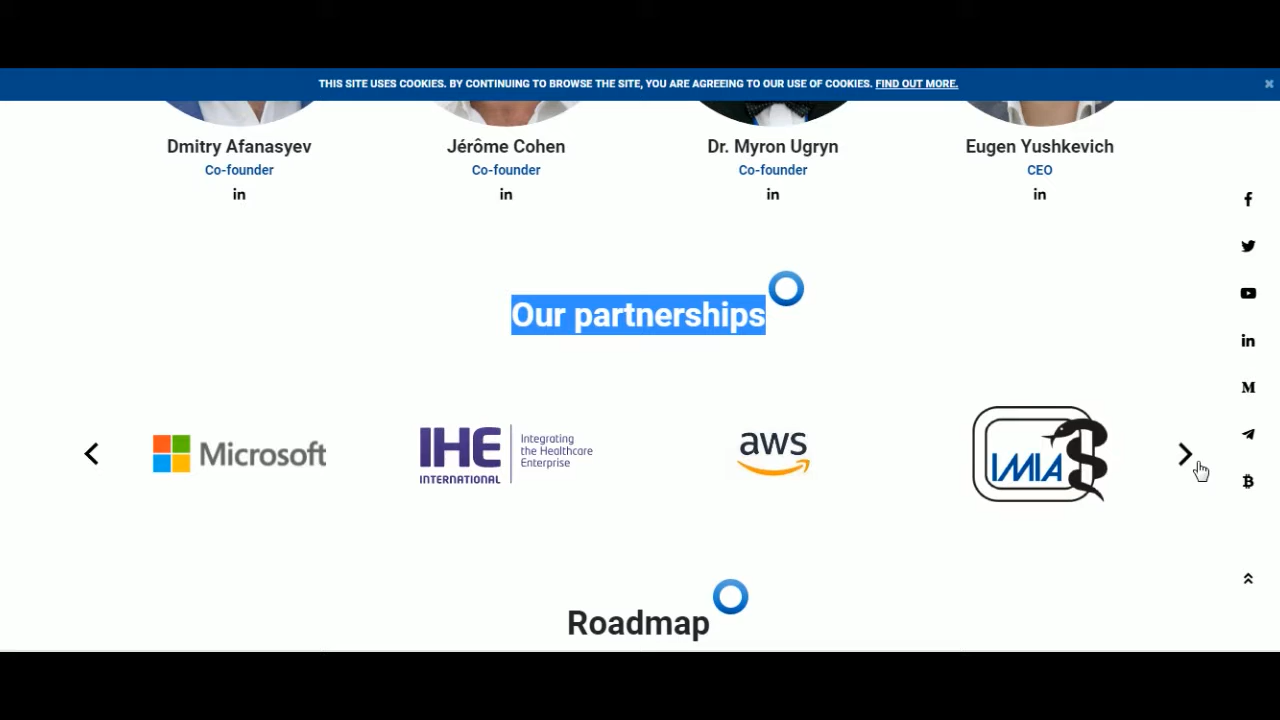 THIS SITE USES COOKIES. BY CONTINUING TO BROWSE THE SITE, YOU ARE AGREEING TO OUR USE OF COOKIES. FIND OUT MORE.
Dmitry Afanasyev
Co-founder
in
Jérôme Cohen
Co-founder
in
Dr. Myron Ugryn
Co-founder
in
Eugen Yushkevich
CEO
in
Our partnerships
Microsoft
IHE
INTERNATIONAL
Integrating
the Healthcare
Enterprise
aws
IMIA
in
M
Roadmap